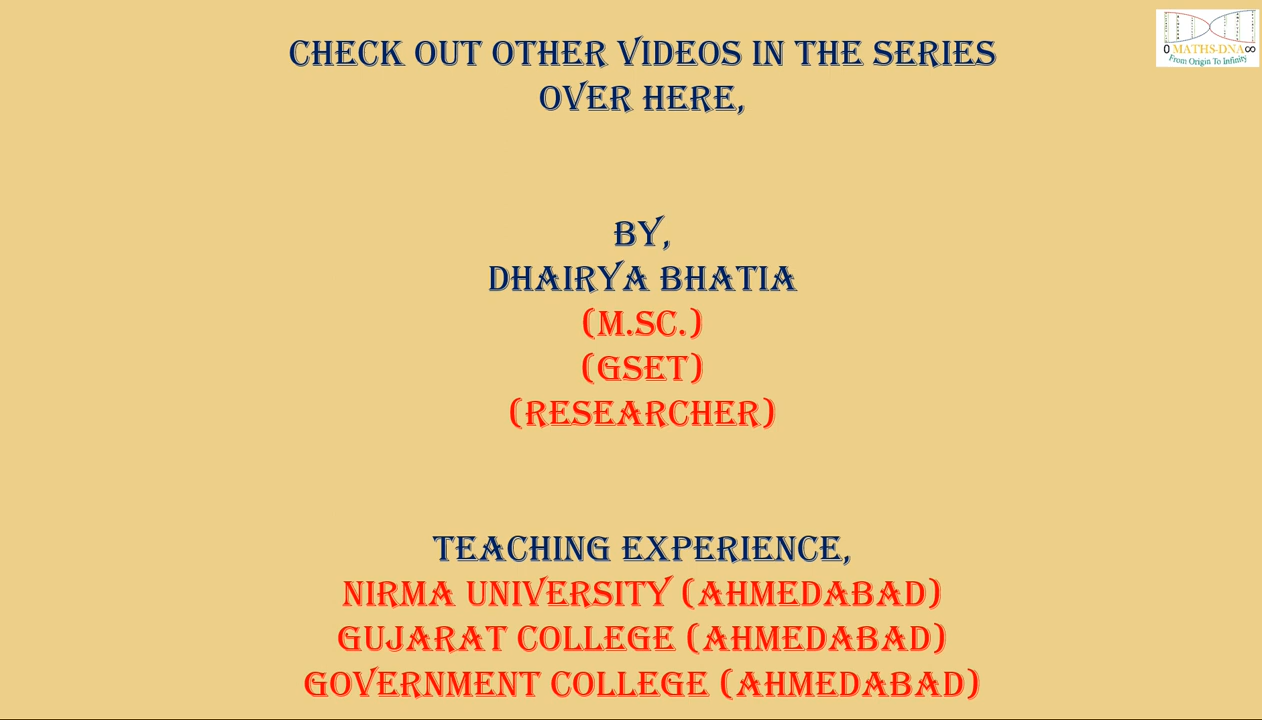 CHECK OUT OTHER VIDEOS IN THE SERIES
OVER HERE,
0 MATHS-DNA∞
From Origin To Infinity
BY,
DHAIRYA BHATIA
(M.SC.)
(GSET)
(RESEARCHER)
TEACHING EXPERIENCE,
NIRMA UNIVERSITY (AHMEDABAD)
GUJARAT COLLEGE (AHMEDABAD)
GOVERNMENT COLLEGE (AHMEDABAD)